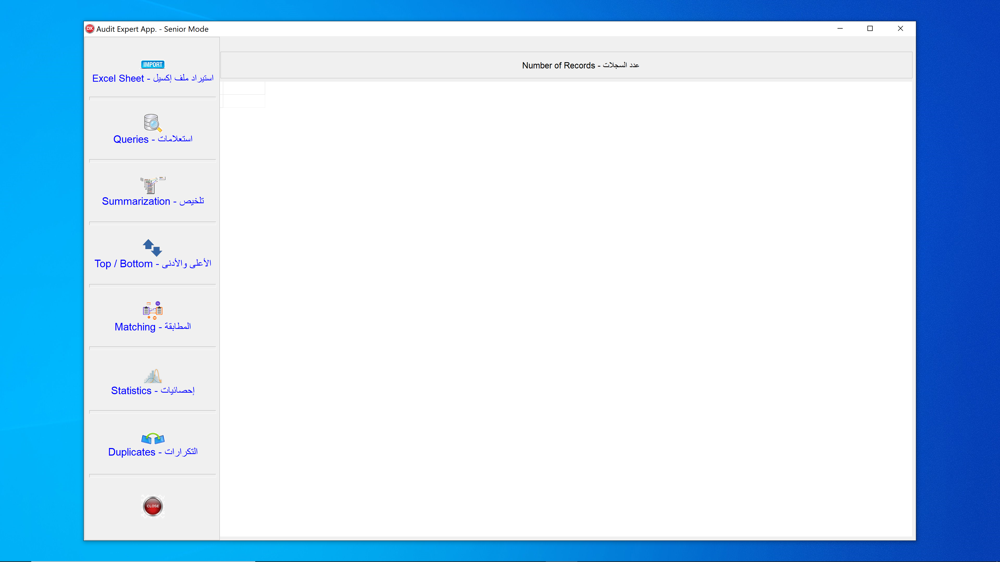 DX Audit Expert App. - Senior Mode
IMPORT
Excel Sheet - استيراد ملف إكسيل
Number of Records - عدد السجلات
Queries - استعلامات
Summarization - تلخيص
Top / Bottom - الأعلى والأدنى
Matching - المطابقة
Statistics - إحصائيات
Duplicates - التكرارات
CLOSE